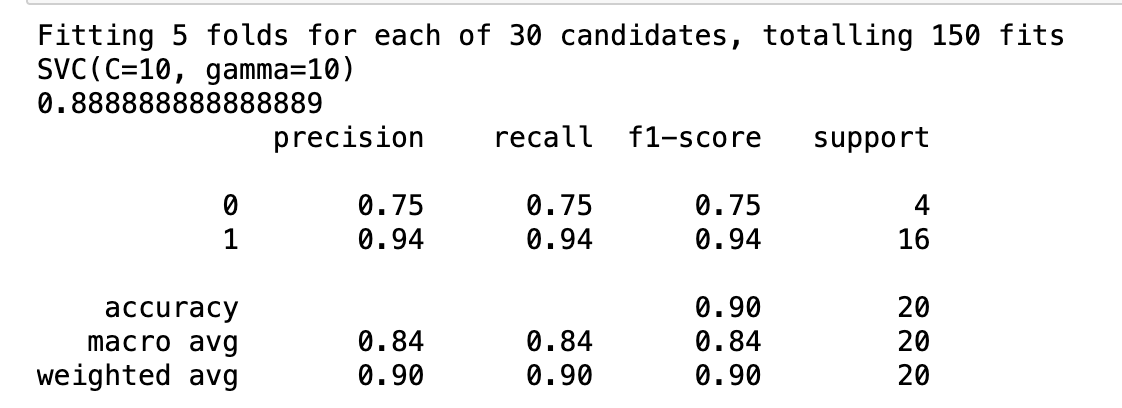 Fitting 5 folds for each of 30 candidates, totalling 150 fits
SVC(C=10, gamma=10)
0.888888888888889
precision recall f1-score support
0 0.75 0.75 0.75 4
1 0.94 0.94 0.94 16
accuracy 0.90 20
macro avg 0.84 0.84 0.84 20
weighted avg 0.90 0.90 0.90 20